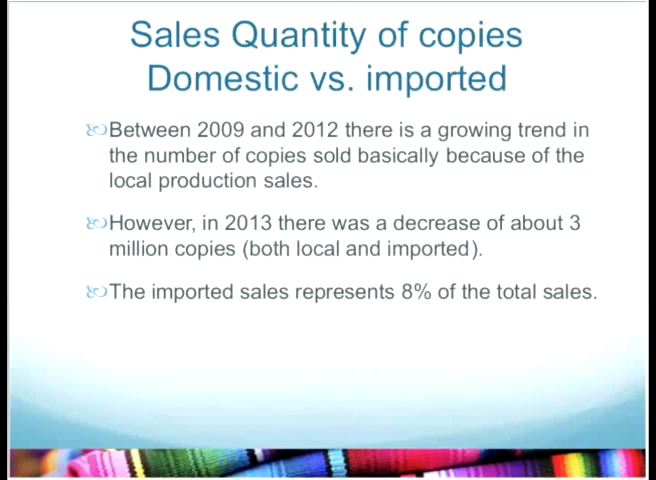 Sales Quantity of copies
Domestic vs. imported
Between 2009 and 2012 there is a growing trend in
the number of copies sold basically because of the
local production sales.
However, in 2013 there was a decrease of about 3
million copies (both local and imported).
The imported sales represents 8% of the total sales.